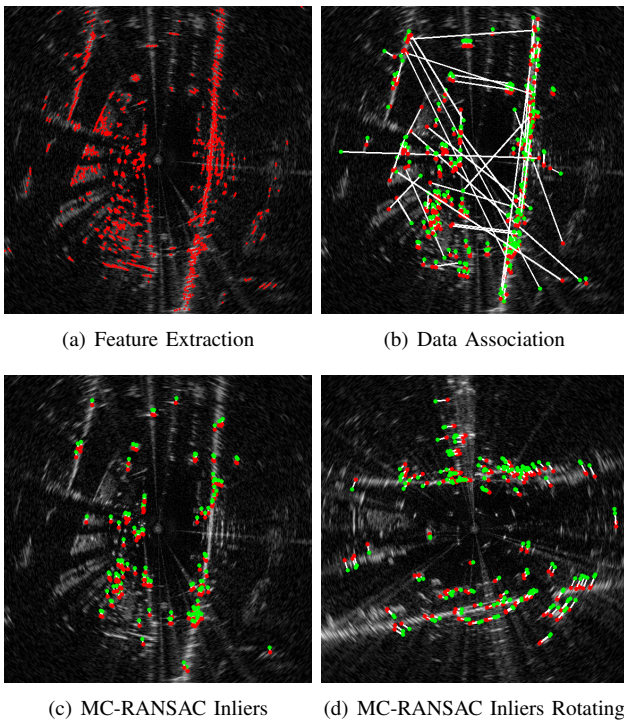 (a) Feature Extraction
(b) Data Association
(c) MC-RANSAC Inliers
(d) MC-RANSAC Inliers Rotating